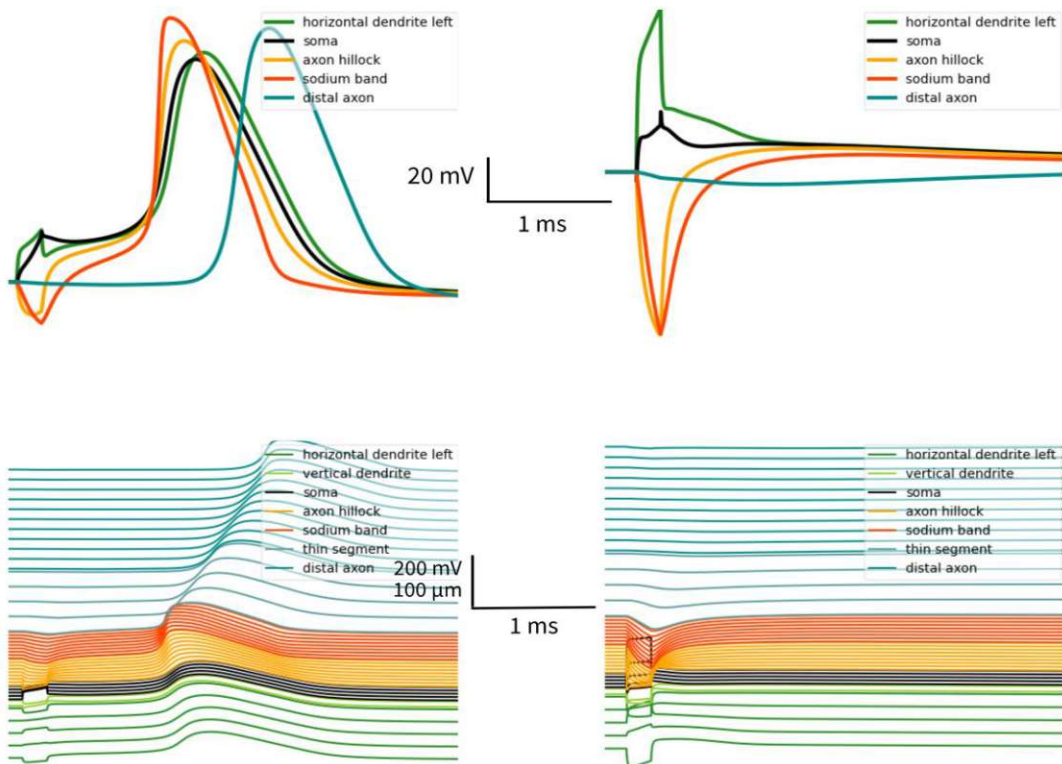 horizontal dendrite left
soma
axon hillock
sodium band
distal axon
horizontal dendrite left
soma
axon hillock
sodium band
distal axon
20 mV
1 ms
horizontal dendrite left
vertical dendrite
soma
axon hillock
sodium band
thin segment
distal axon
horizontal dendrite left
vertical dendrite
soma
axon hillock
sodium band
thin segment
distal axon
200 mV
100 μm
1 ms